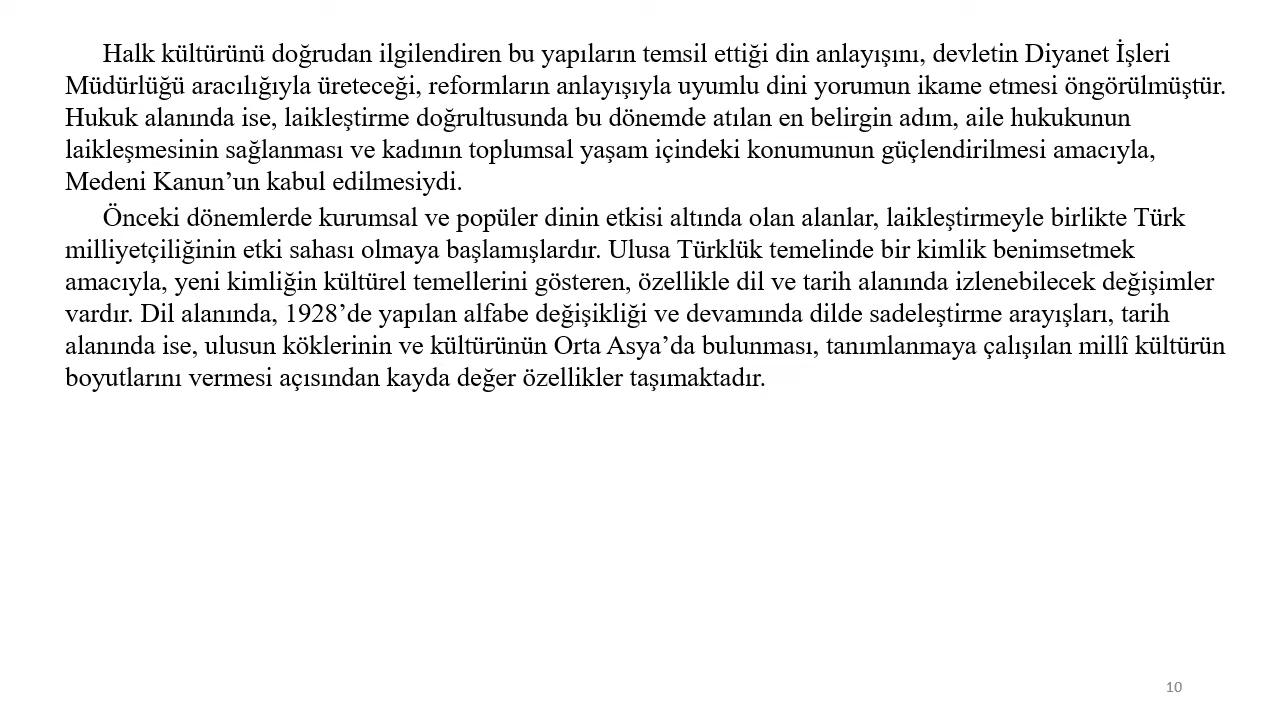 Halk kültürünü doğrudan ilgilendiren bu yapıların temsil ettiği din anlayışını, devletin Diyanet İşleri
Müdürlüğü aracılığıyla üreteceği, reformların anlayışıyla uyumlu dini yorumun ikame etmesi öngörülmüştür.
Hukuk alanında ise, laikleştirme doğrultusunda bu dönemde atılan en belirgin adım, aile hukukunun
laikleşmesinin sağlanması ve kadının toplumsal yaşam içindeki konumunun güçlendirilmesi amacıyla,
Medeni Kanun’un kabul edilmesiydi.
Önceki dönemlerde kurumsal ve popüler dinin etkisi altında olan alanlar, laikleştirmeyle birlikte Türk
milliyetçiliğinin etki sahası olmaya başlamışlardır. Ulusa Türklük temelinde bir kimlik benimsetmek
amacıyla, yeni kimliğin kültürel temellerini gösteren, özellikle dil ve tarih alanında izlenebilecek değişimler
vardır. Dil alanında, 1928’de yapılan alfabe değişikliği ve devamında dilde sadeleştirme arayışları, tarih
alanında ise, ulusun köklerinin ve kültürünün Orta Asya’da bulunması, tanımlanmaya çalışılan millî kültürün
boyutlarını vermesi açısından kayda değer özellikler taşımaktadır.
10